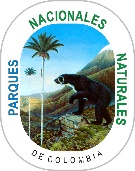 PARQUES
NACIONALES
NATURALES
DE COLOMBIA